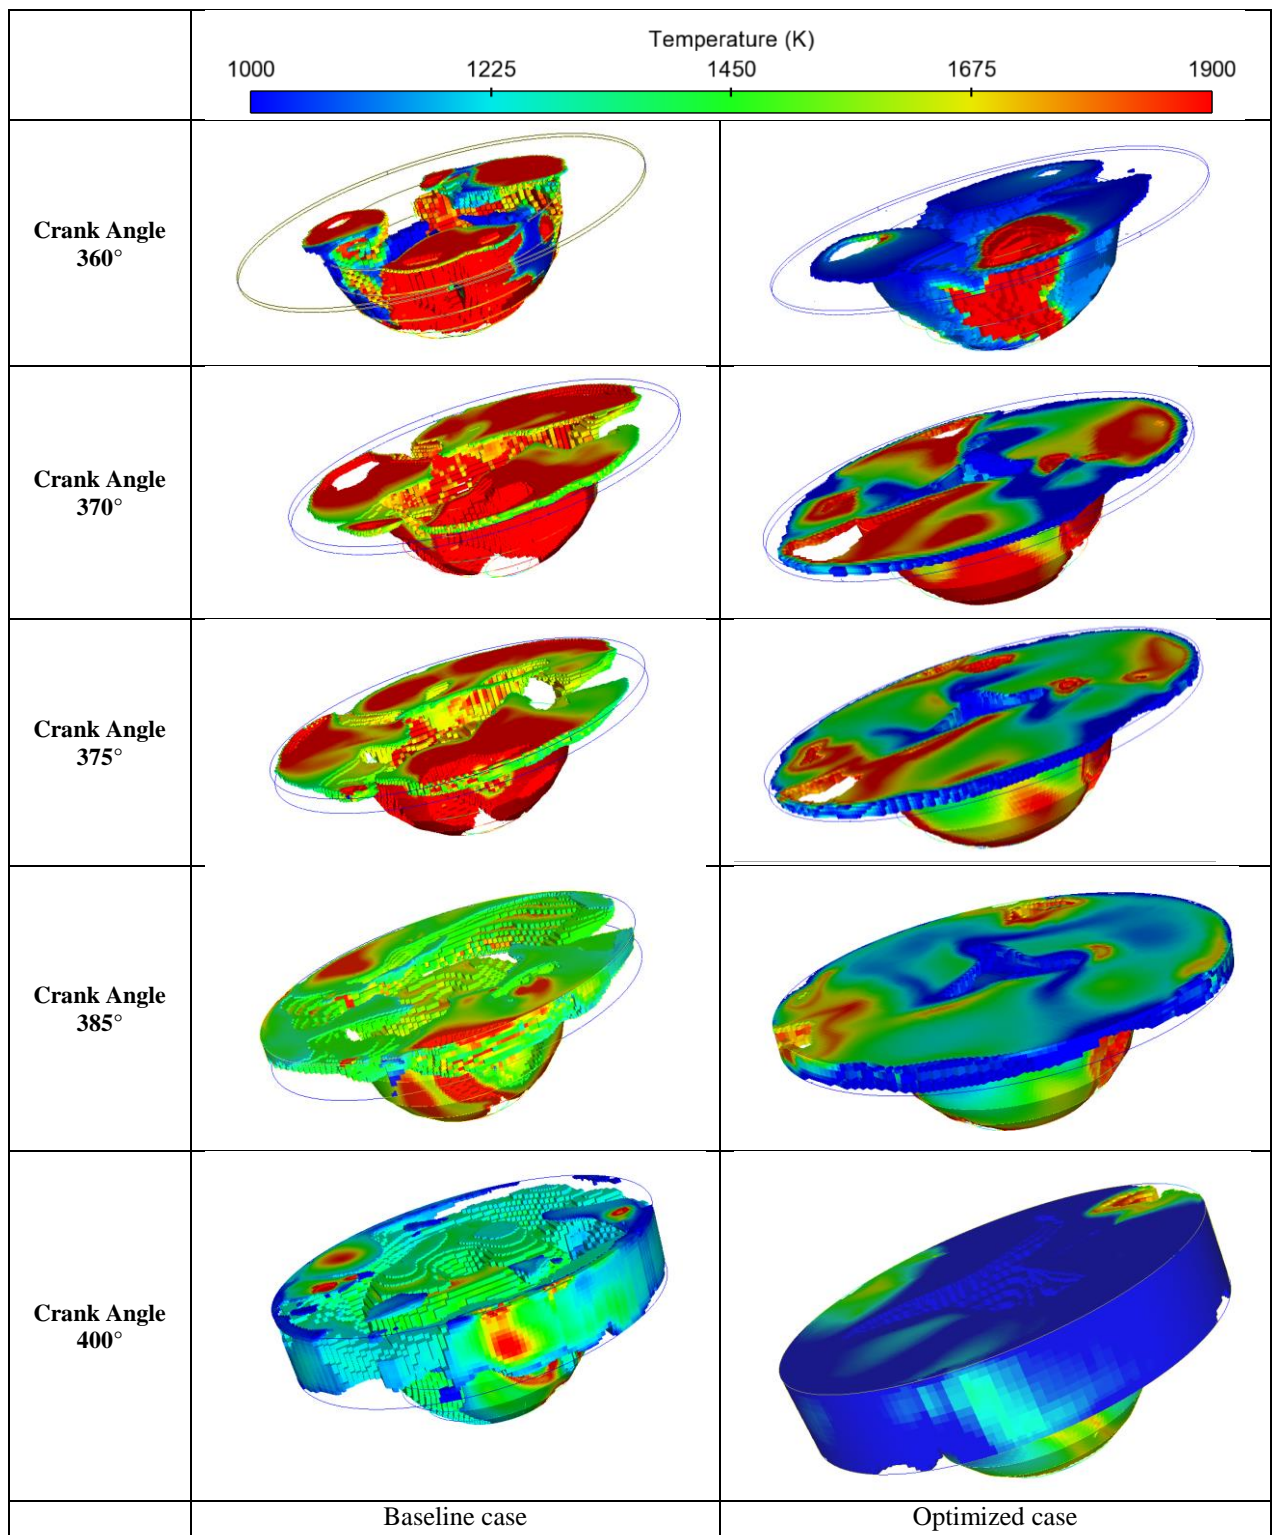 Temperature (K)
1000 1225 1450 1675 1900
Crank Angle
360°
Crank Angle
370°
Crank Angle
375°
Crank Angle
385°
Crank Angle
400°
Baseline case Optimized case